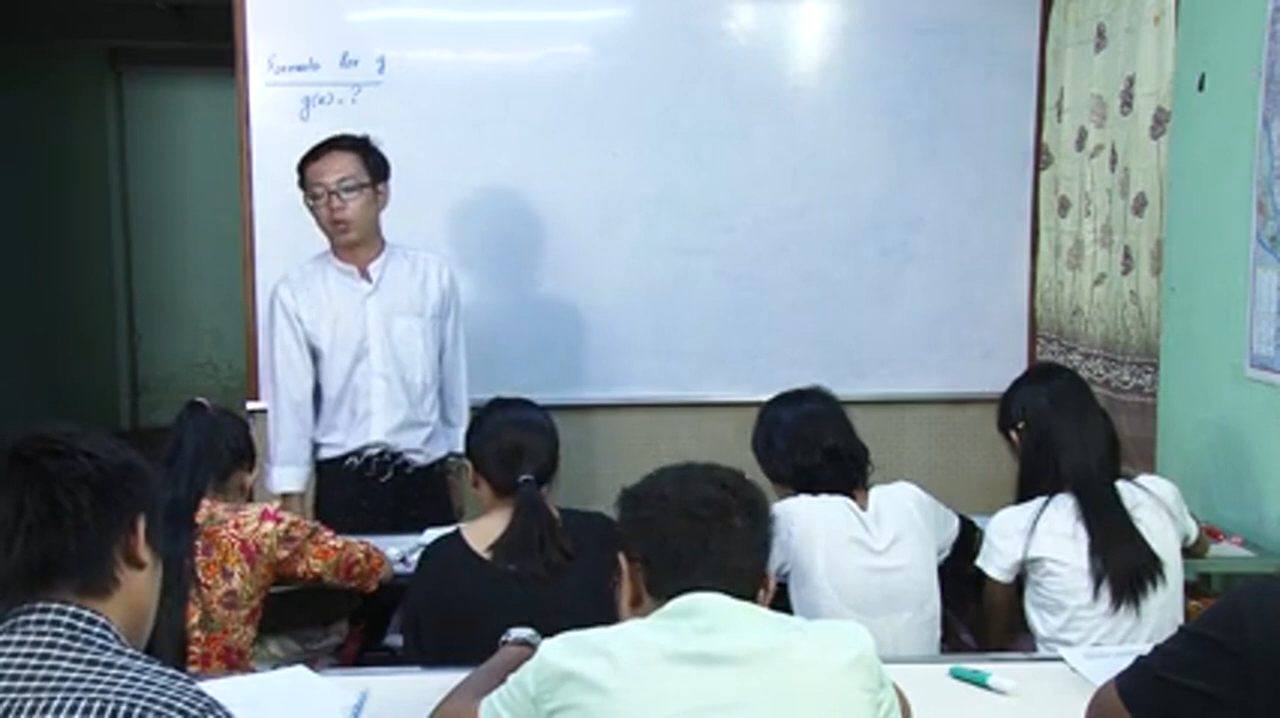 Formula for g
g(x) = ?